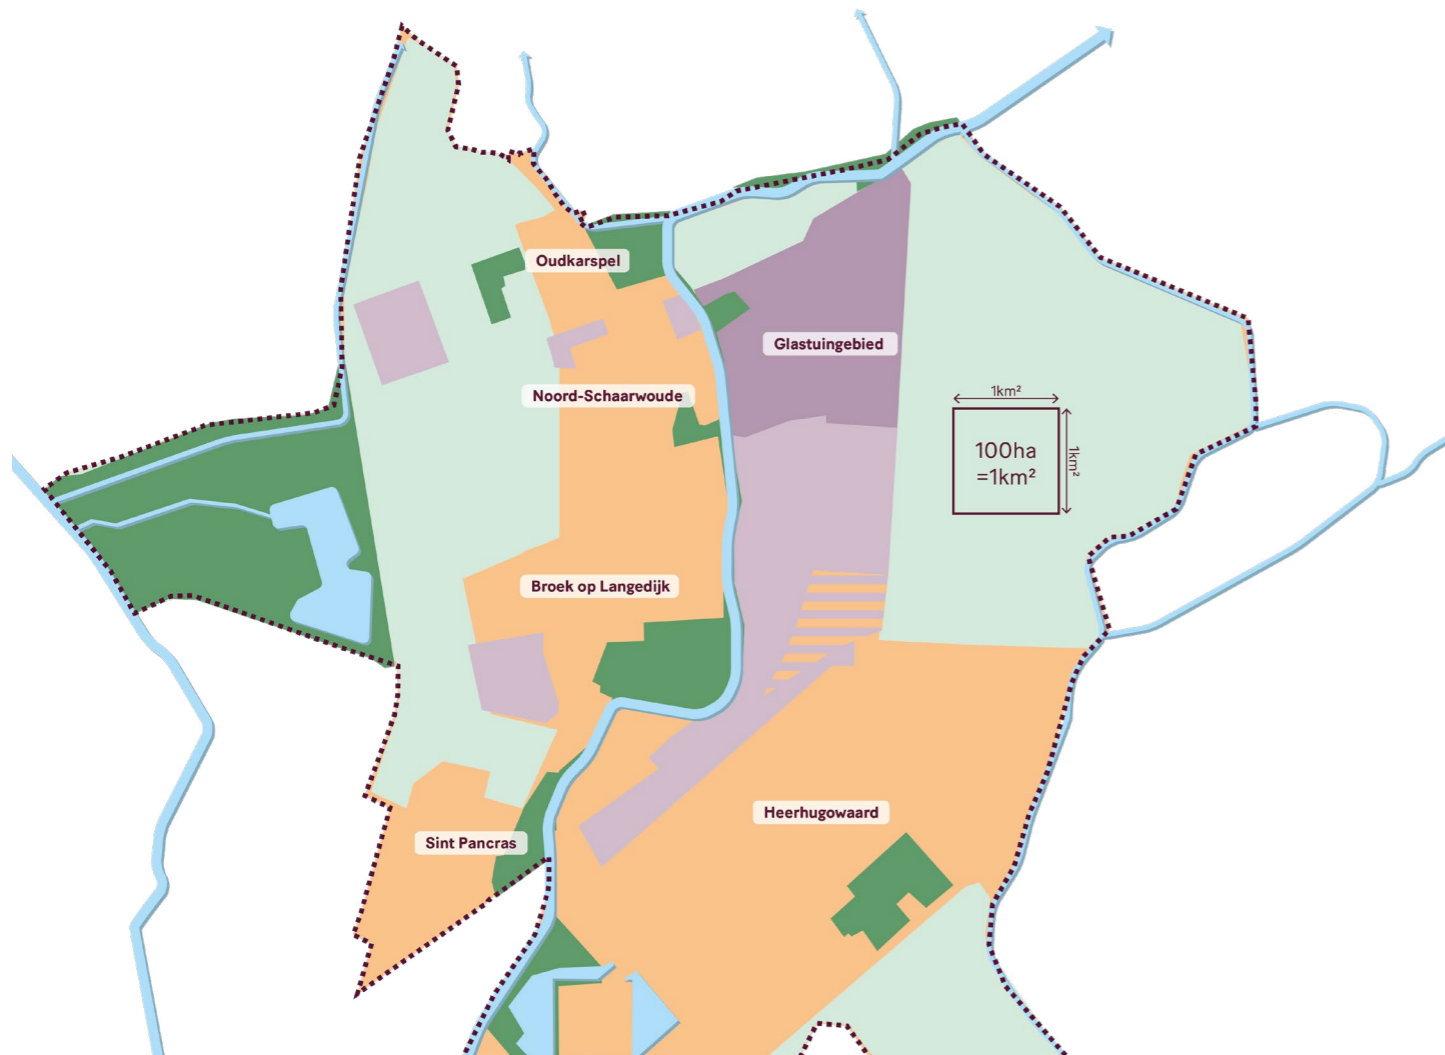 Oudkarspel
Glastuingebied
Noord-Schaarwoude
1km²
100ha
=1km²
1km²
Broek op Langedijk
Heerhugowaard
Sint Pancras